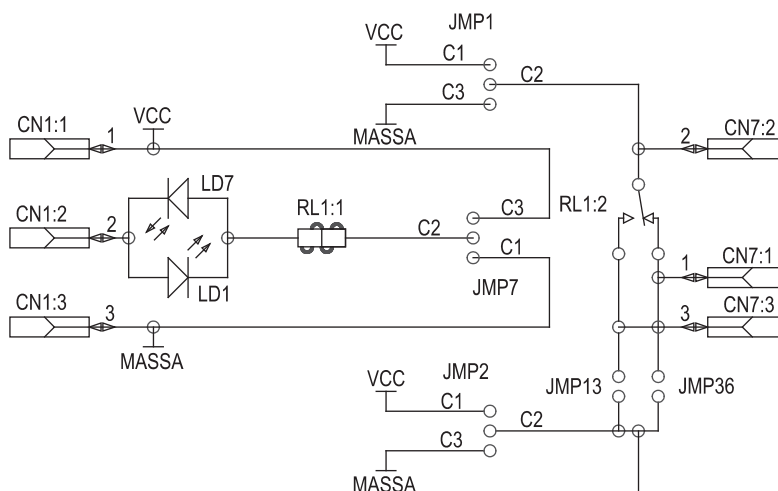 JMP1
VCC
C1
C2
C3
MASSA
CN1:1
1
VCC
CN7:2
2
LD7
CN1:2
2
RL1:1
C2
C3
C1
JMP7
RL1:2
LD1
CN7:1
1
CN1:3
3
MASSA
CN7:3
3
JMP2
VCC
C1
C2
C3
MASSA
JMP13
JMP36